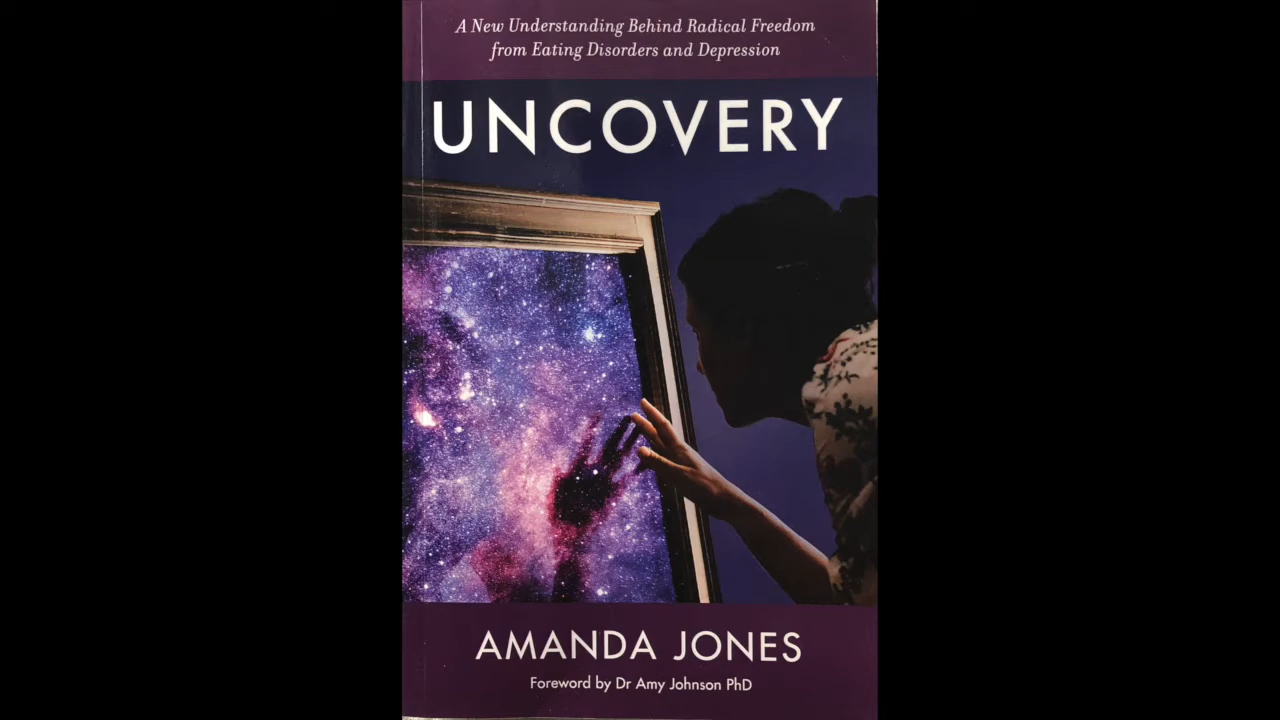 A New Understanding Behind Radical Freedom
from Eating Disorders and Depression
UNCOVERY
AMANDA JONES
Foreword by Dr Amy Johnson PhD